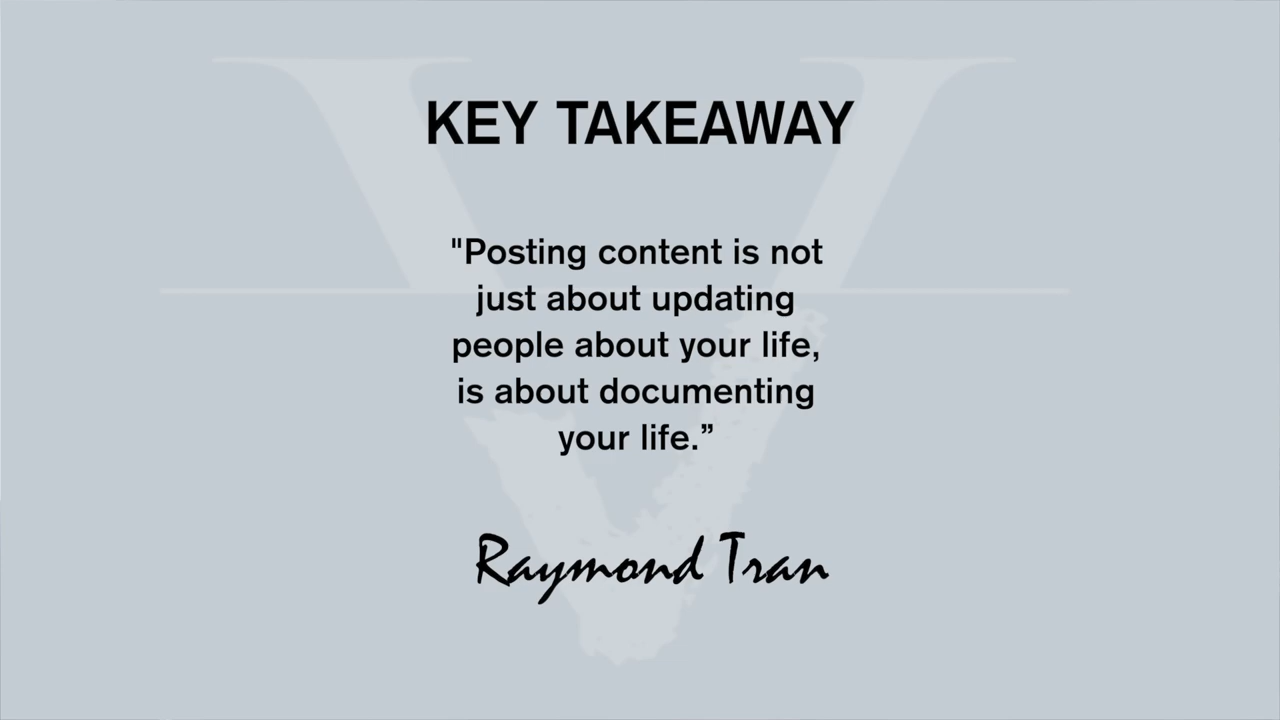 KEY TAKEAWAY
"Posting content is not
just about updating
people about your life,
is about documenting
your life.”
Raymond Tran